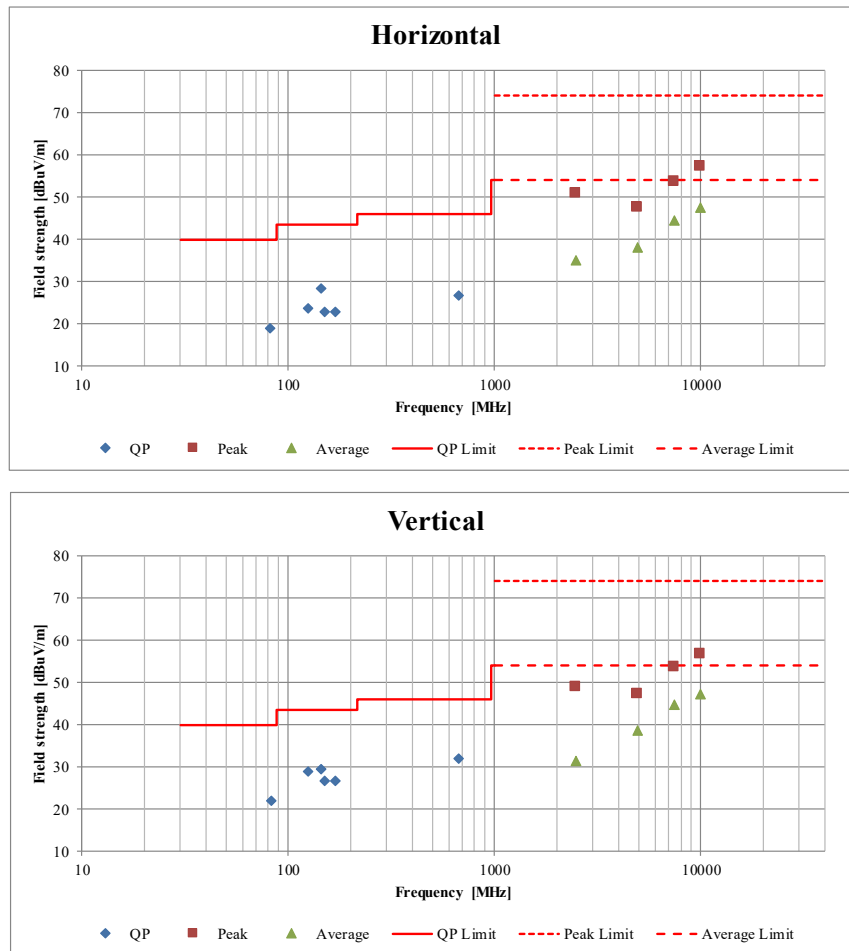 Horizontal
80
70
60
50
40
30
20
10
Field strength [dBuV/m]
10 100 1000 10000
Frequency [MHz]
QP Peak Average QP Limit Peak Limit Average Limit
Vertical
80
70
60
50
40
30
20
10
Field strength [dBuV/m]
10 100 1000 10000
Frequency [MHz]
QP Peak Average QP Limit Peak Limit Average Limit